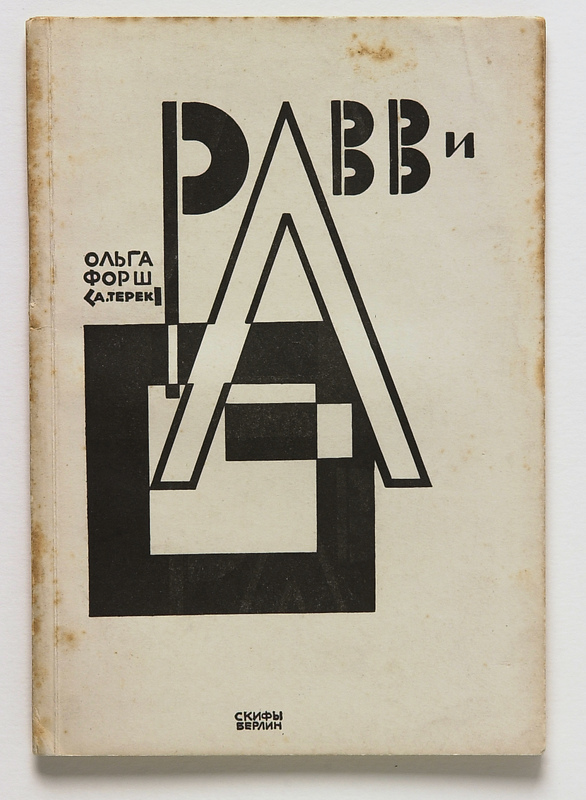 РАВВи
ОЛЬГА
ФОРШ
(А.ТЕРЕК)
СКИФЫ
БЕРЛИН